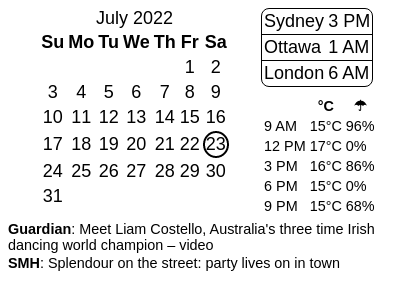 July 2022
Su Mo Tu We Th Fr Sa
1 2
3 4 5 6 7 8 9
10 11 12 13 14 15 16
17 18 19 20 21 22 23
24 25 26 27 28 29 30
31
Sydney 3 PM
Ottawa 1 AM
London 6 AM
°C ☂
9 AM 15°C 96%
12 PM 17°C 0%
3 PM 16°C 86%
6 PM 15°C 0%
9 PM 15°C 68%
Guardian: Meet Liam Costello, Australia's three time Irish
dancing world champion – video
SMH: Splendour on the street: party lives on in town